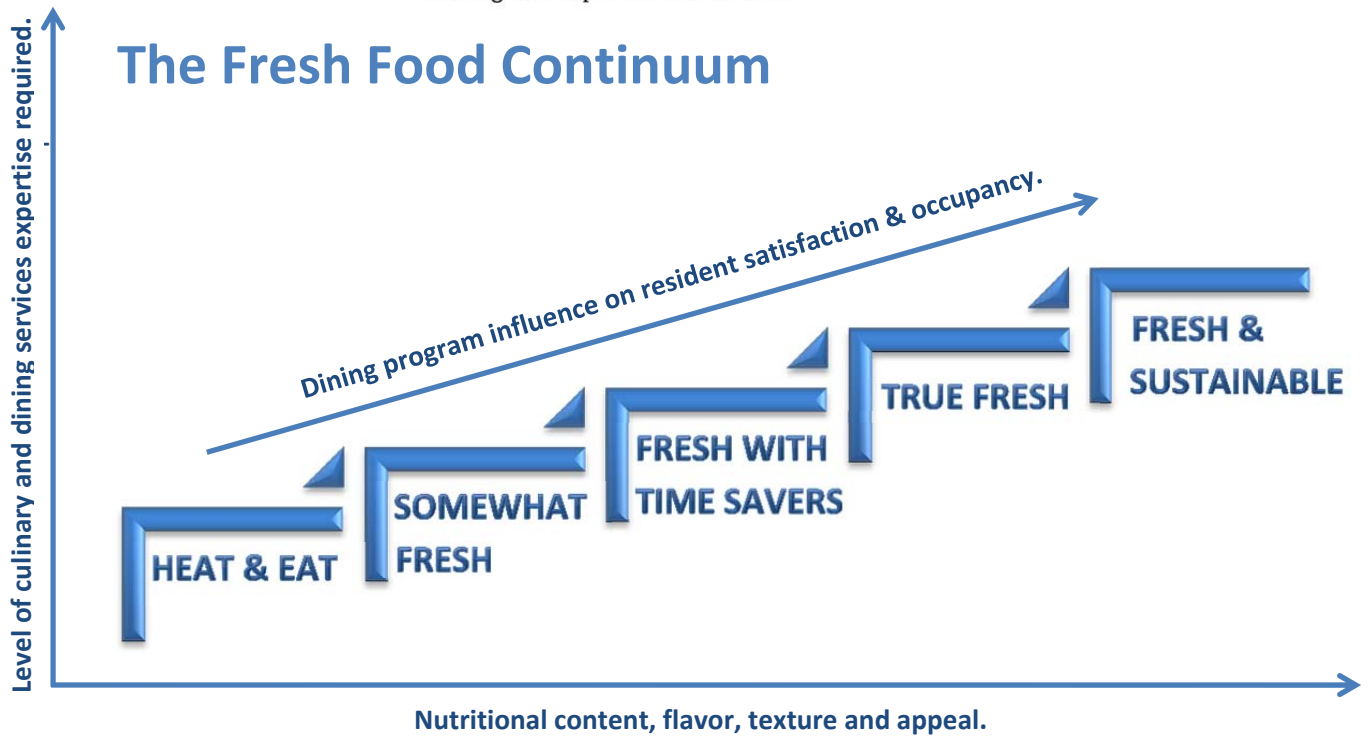 The Fresh Food Continuum
Level of culinary and dining services expertise required.
Dining program influence on resident satisfaction & occupancy.
HEAT & EAT
SOMEWHAT
FRESH
FRESH WITH
TIME SAVERS
TRUE FRESH
FRESH &
SUSTAINABLE
Nutritional content, flavor, texture and appeal.